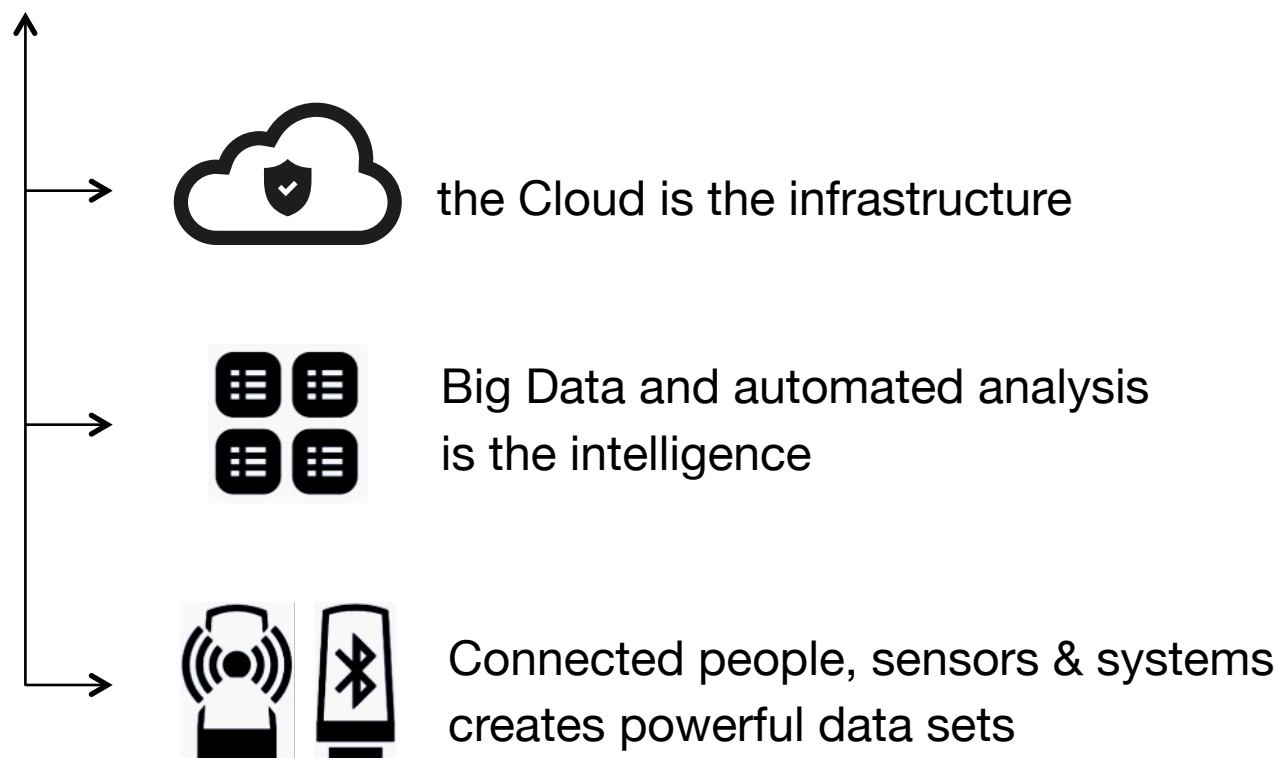 the Cloud is the infrastructure
Big Data and automated analysis
is the intelligence
Connected people, sensors & systems
creates powerful data sets